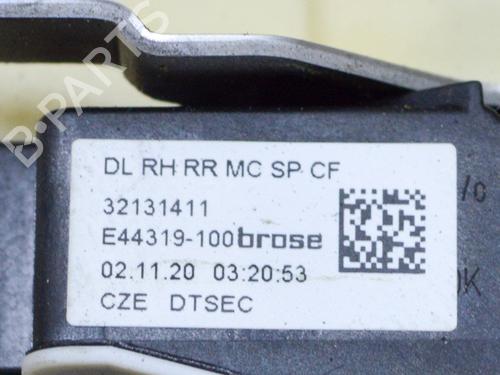 DL RH RR MC SP CF
32131411
E44319-100 brose
02.11.20 03:20:53
CZE DTSEC
B-PARTS